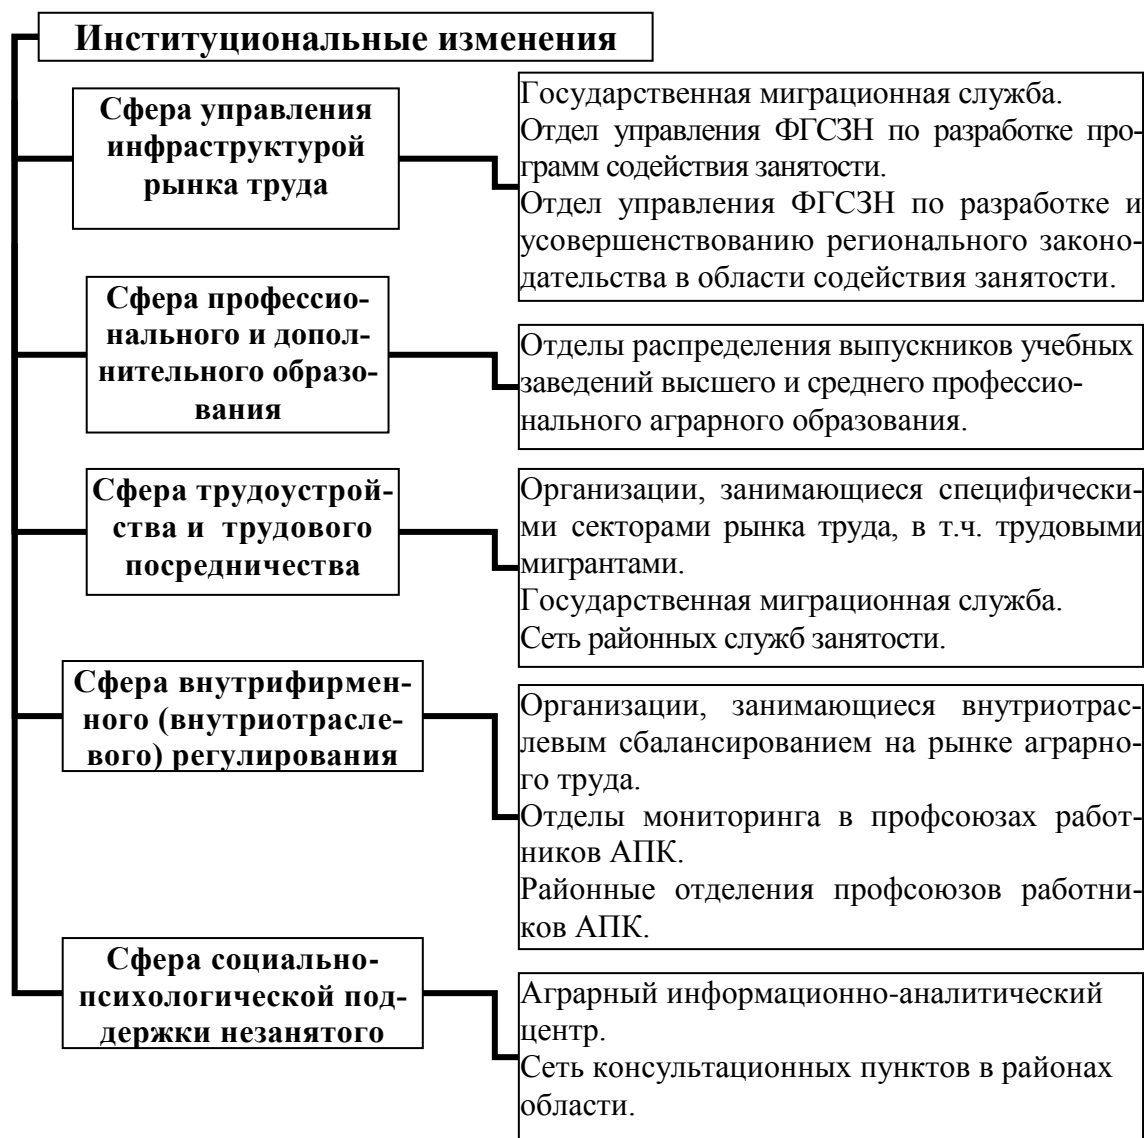 Институциональные изменения
Сфера управления
инфраструктурой
рынка труда
Государственная миграционная служба.
Отдел управления ФГСЗН по разработке про-
грамм содействия занятости.
Отдел управления ФГСЗН по разработке и
усовершенствованию регионального законо-
дательства в области содействия занятости.
Сфера профессио-
нального и допол-
нительного образо-
вания
Отделы распределения выпускников учебных
заведений высшего и среднего профессио-
нального аграрного образования.
Сфера трудоустрой-
ства и трудового
посредничества
Организации, занимающиеся специфически-
ми секторами рынка труда, в т.ч. трудовыми
мигрантами.
Государственная миграционная служба.
Сеть районных служб занятости.
Сфера внутрифирмен-
ного (внутриотрасле-
вого) регулирования
Организации, занимающиеся внутриотрас-
левым сбалансированием на рынке аграрно-
го труда.
Отделы мониторинга в профсоюзах работ-
ников АПК.
Районные отделения профсоюзов работни-
ков АПК.
Сфера социально-
психологической под-
держки незанятого
Аграрный информационно-аналитический
центр.
Сеть консультационных пунктов в районах
области.